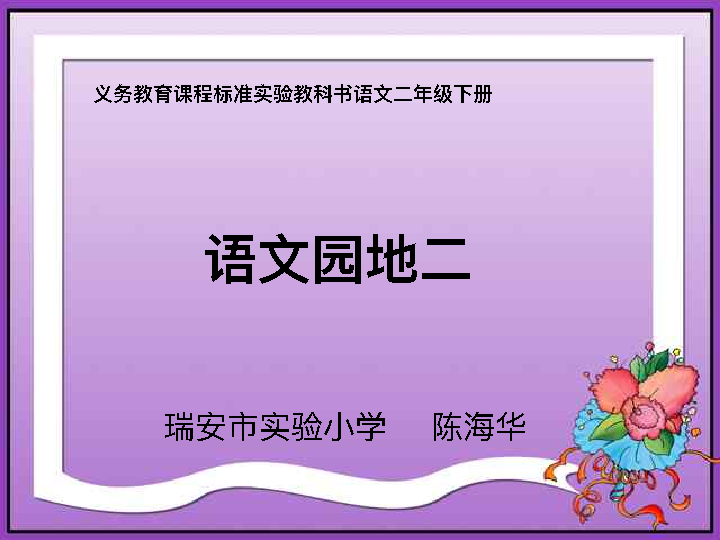 义务教育课程标准实验教科书语文二年级下册
语文园地二
瑞安市实验小学 陈海华